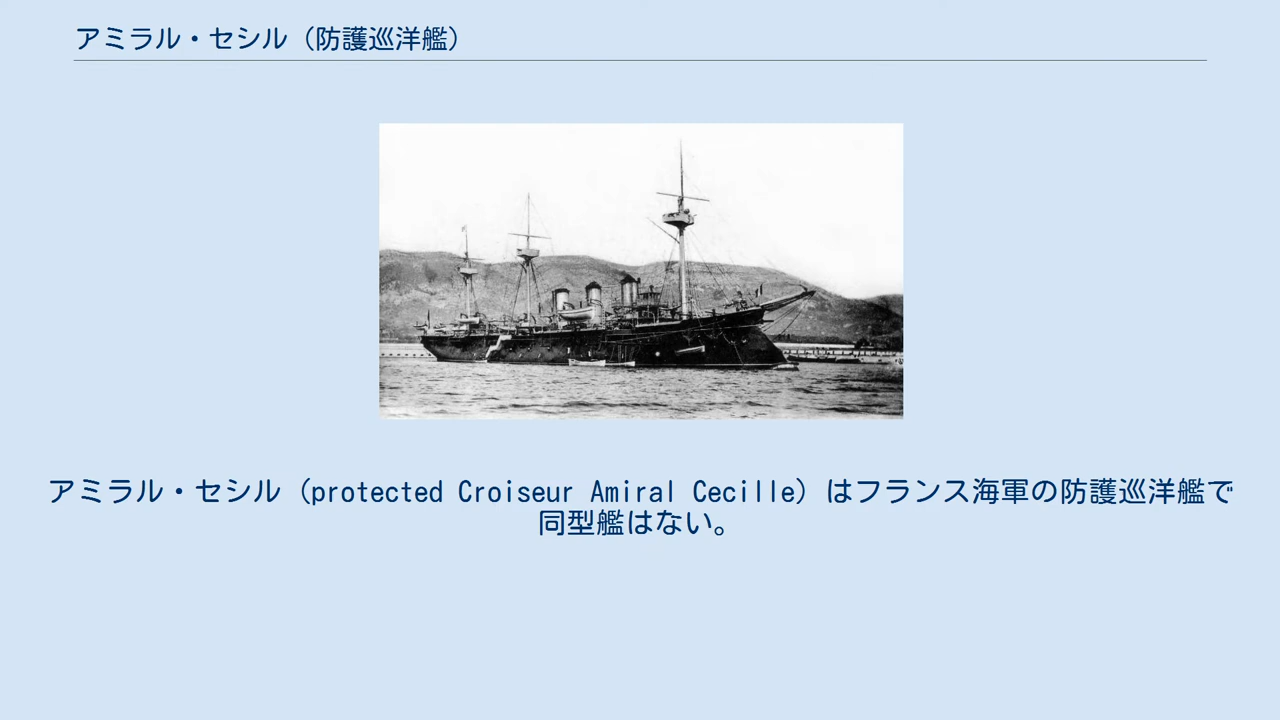 アミラル・セシル（防護巡洋艦）
アミラル・セシル（protected Croiseur Amiral Cecille）はフランス海軍の防護巡洋艦で
同型艦はない。